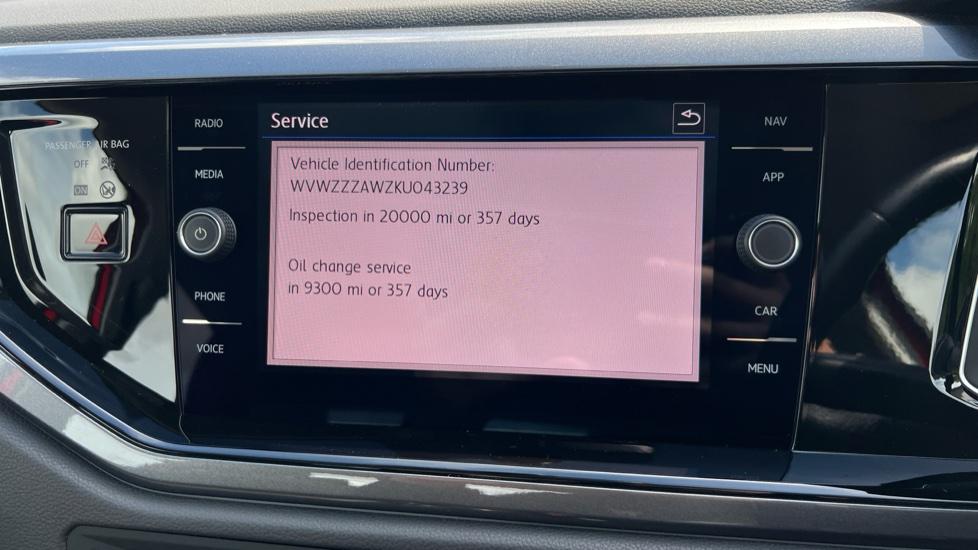 Service
Vehicle Identification Number:
WVWZZZAWZKU043239
Inspection in 20000 mi or 357 days
Oil change service
in 9300 mi or 357 days
PASSENGER AIR BAG
OFF
ON
RADIO
MEDIA
PHONE
VOICE
NAV
APP
CAR
MENU